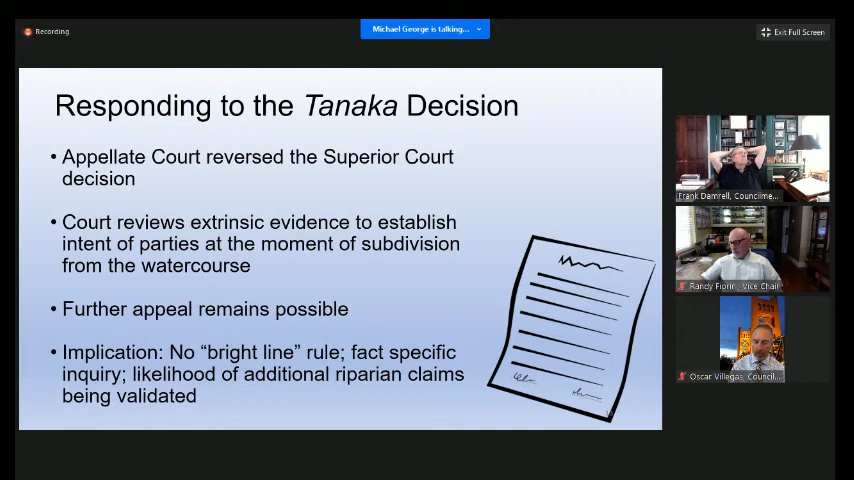 Recording
Michael George is talking...
Exit Full Screen
Responding to the Tanaka Decision
• Appellate Court reversed the Superior Court
decision
• Court reviews extrinsic evidence to establish
intent of parties at the moment of subdivision
from the watercourse
• Further appeal remains possible
• Implication: No “bright line” rule; fact specific
inquiry; likelihood of additional riparian claims
being validated
Frank Damrell, Councilme...
Randy Fiorini, Vice Chair
Oscar Villegas, Council...